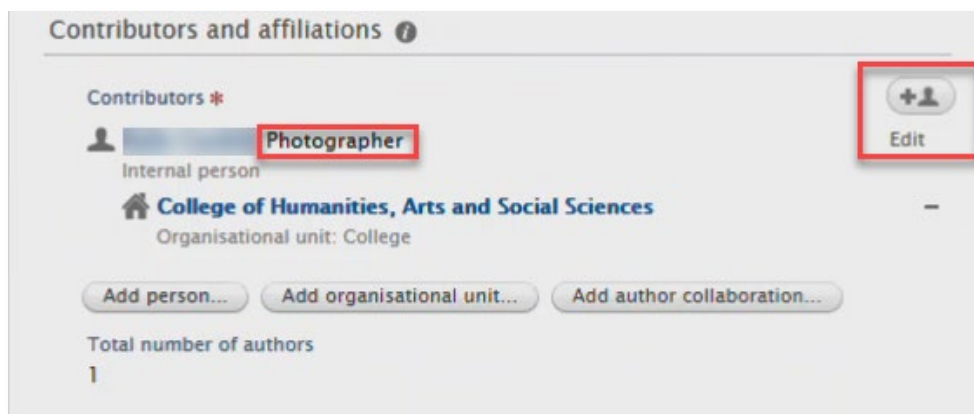 Contributors and affiliations
Contributors *
Photographer
Edit
Internal person
College of Humanities, Arts and Social Sciences
Organisational unit: College
Add person... Add organisational unit... Add author collaboration...
Total number of authors
1